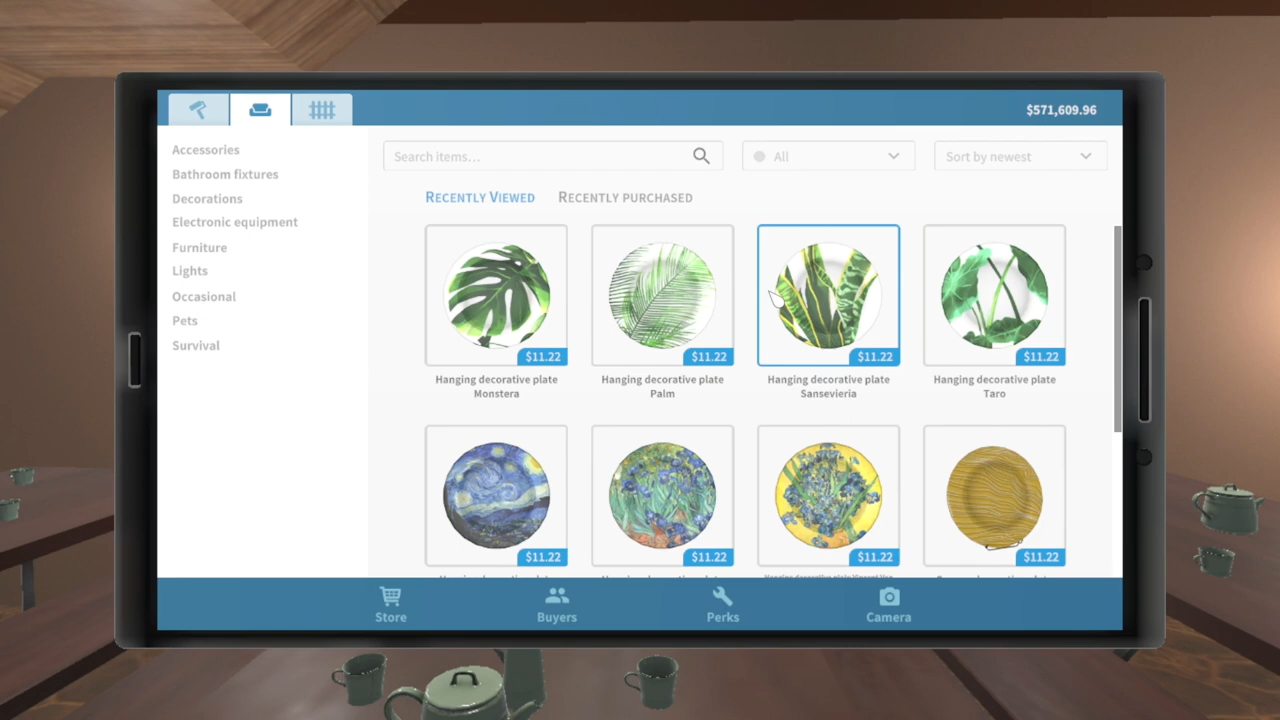 $571,609.96
Accessories
Bathroom fixtures
Decorations
Electronic equipment
Furniture
Lights
Occasional
Pets
Survival
Search items...
All
Sort by newest
RECENTLY VIEWED
RECENTLY PURCHASED
$11.22
$11.22
$11.22
$11.22
Hanging decorative plate
Monstera
Hanging decorative plate
Palm
Hanging decorative plate
Sansevieria
Hanging decorative plate
Taro
$11.22
$11.22
$11.22
$11.22
Store
Buyers
Perks
Camera